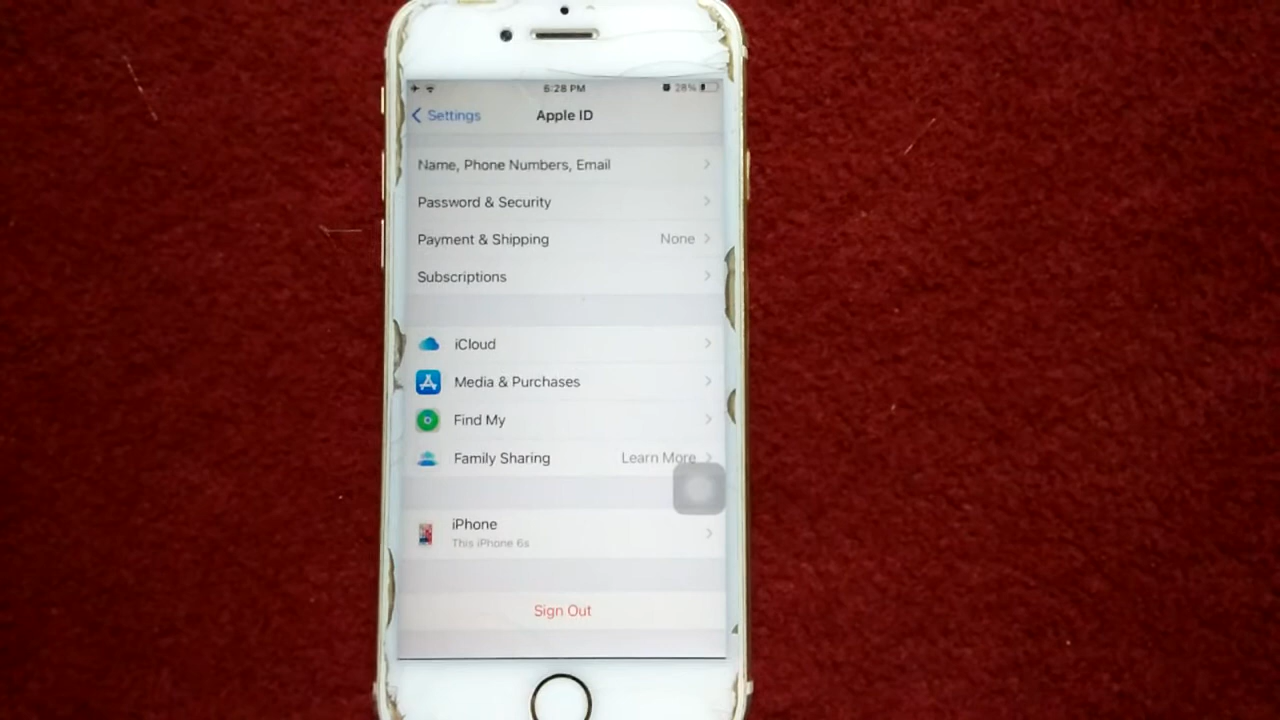 6:28 PM
28%
Settings
Apple ID
Name, Phone Numbers, Email
Password & Security
Payment & Shipping None
Subscriptions
iCloud
Media & Purchases
Find My
Family Sharing Learn More
iPhone
This iPhone 6s
Sign Out